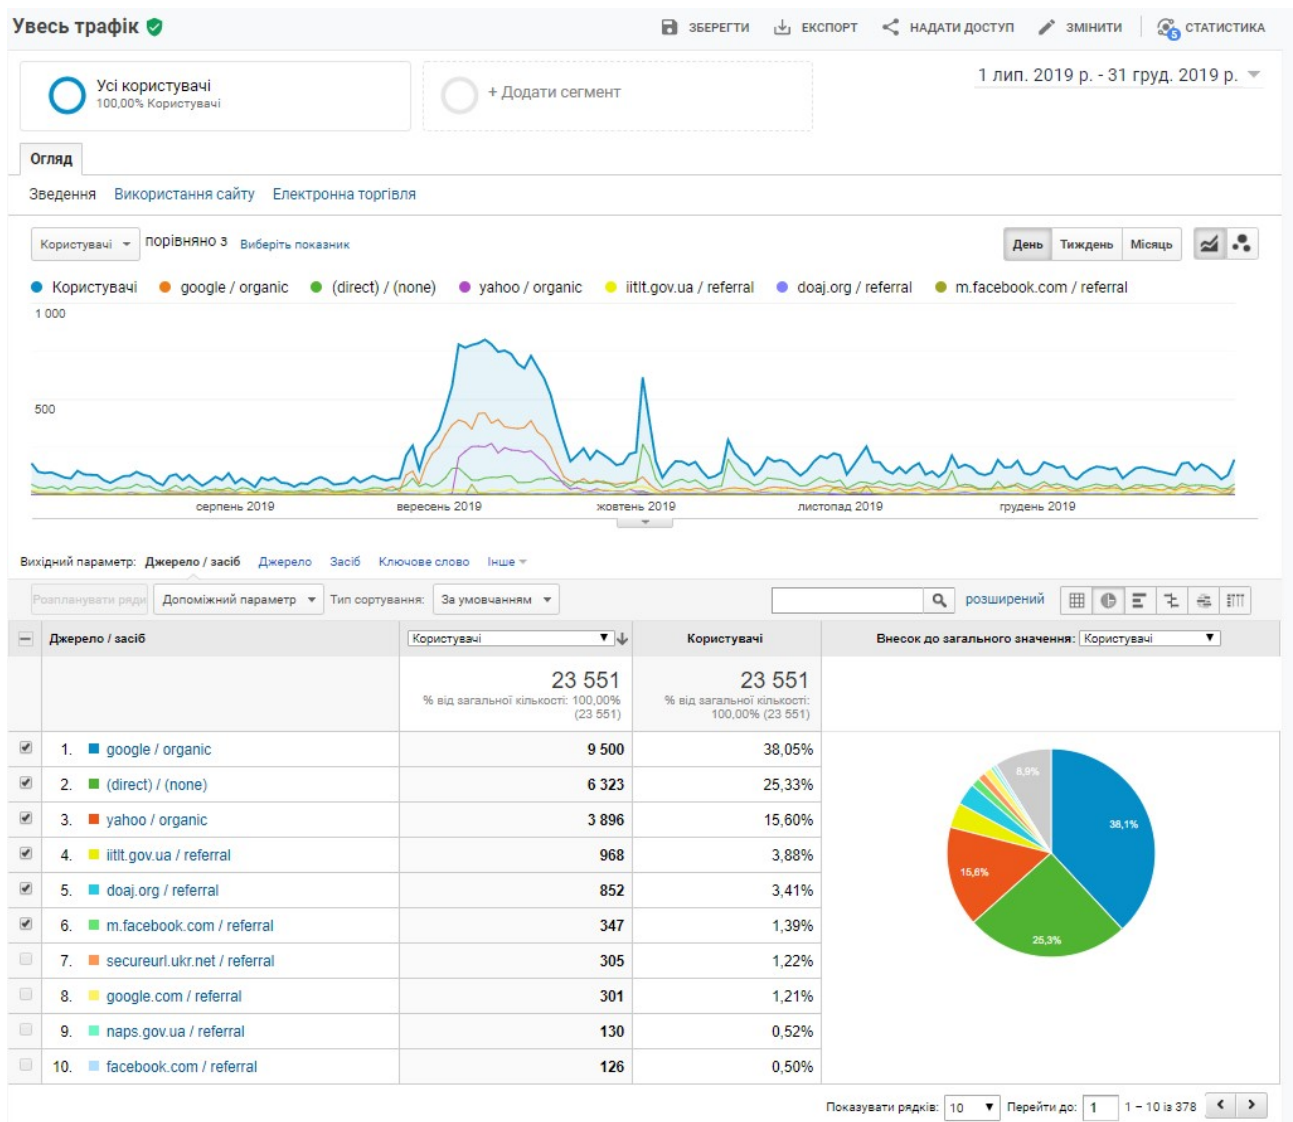 Увесь трафік
ЗБЕРЕГТИ ЕКСПОРТ НАДАТИ ДОСТУП ЗМІНИТИ 5 СТАТИСТИКА
Усі користувачі
100,00% Користувачі
+ Додати сегмент
1 лип. 2019 р. - 31 груд. 2019 р.
Огляд
Зведення Використання сайту Електронна торгівля
Користувачі порівняно з Виберіть показник
День Тиждень Місяць
Користувачі google / organic (direct) / (none) yahoo / organic iitlt.gov.ua / referral doaj.org / referral m.facebook.com / referral
1 000
500
серпень 2019 вересень 2019 жовтень 2019 листопад 2019 грудень 2019
Вихідний параметр: Джерело / засіб Джерело Засіб Ключове слово Інше
Розпланувати ряди Допоміжний параметр Тип сортування: За умовчанням розширений
Джерело / засіб Користувачі Користувачі Внесок до загального значення: Користувачі
23 551 23 551
% від загальної кількості: 100,00% (23 551) % від загальної кількості: 100,00% (23 551)
1. google / organic 9 500 38,05%
2. (direct) / (none) 6 323 25,33%
3. yahoo / organic 3 896 15,60%
4. iitlt.gov.ua / referral 968 3,88%
5. doaj.org / referral 852 3,41%
6. m.facebook.com / referral 347 1,39%
7. secureurl.ukr.net / referral 305 1,22%
8. google.com / referral 301 1,21%
9. naps.gov.ua / referral 130 0,52%
10. facebook.com / referral 126 0,50%
8,9%
38,1%
15,6%
25,3%
Показувати рядків: 10 Перейти до: 1 1 – 10 із 378